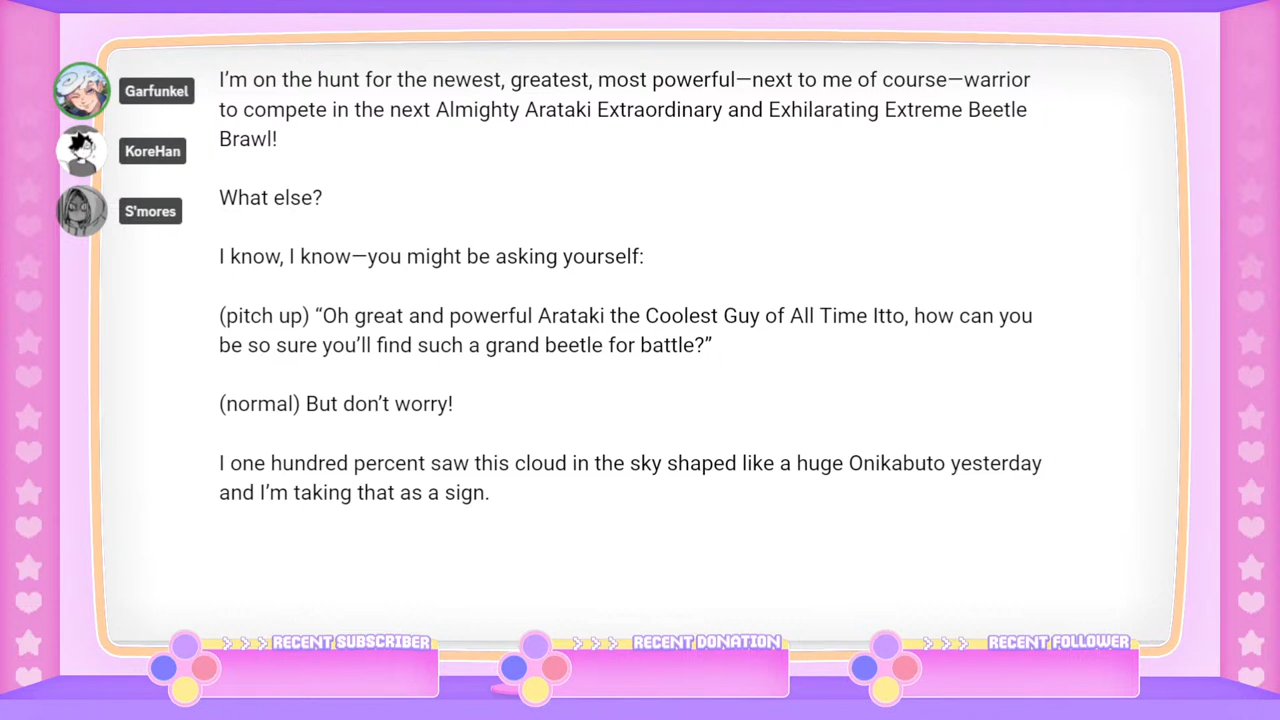 Garfunkel
KoreHan
S'mores
I’m on the hunt for the newest, greatest, most powerful—next to me of course—warrior
to compete in the next Almighty Arataki Extraordinary and Exhilarating Extreme Beetle
Brawl!
What else?
I know, I know—you might be asking yourself:
(pitch up) “Oh great and powerful Arataki the Coolest Guy of All Time Itto, how can you
be so sure you’ll find such a grand beetle for battle?”
(normal) But don’t worry!
I one hundred percent saw this cloud in the sky shaped like a huge Onikabuto yesterday
and I’m taking that as a sign.
> > > RECENT SUBSCRIBER
> > > RECENT DONATION
> > > RECENT FOLLOWER